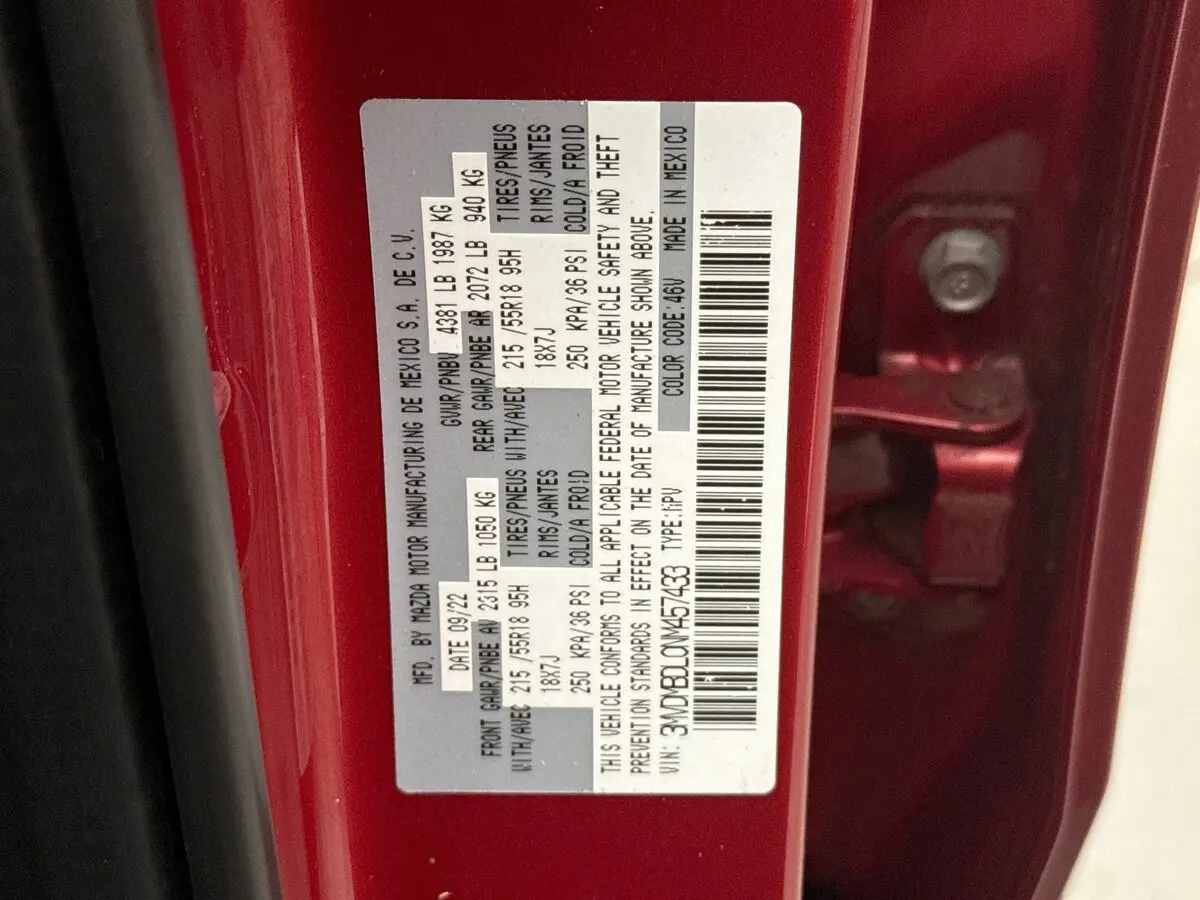 MFD. BY MAZDA MOTOR MANUFACTURING DE MEXICO S.A. DE C.V.
DATE 09/22 GVWR/PNBV 4381 LB 1987 KG
FRONT GAWR/PNBE AV 2315 LB 1050 KG REAR GAWR/PNBE AR 2072 LB 940 KG
WITH/AVEC 215 /55R18 95H TIRES/PNEUS WITH/AVEC 215 /55R18 95H TIRES/PNEUS
18X7J RIMS/JANTES 18X7J RIMS/JANTES
250 KPA/36 PSI COLD/A FROID 250 KPA/36 PSI COLD/A FROID
THIS VEHICLE CONFORMS TO ALL APPLICABLE FEDERAL MOTOR VEHICLE SAFETY AND THEFT
PREVENTION STANDARDS IN EFFECT ON THE DATE OF MANUFACTURE SHOWN ABOVE.
VIN: 3MVDMBDL0NM457433 TYPE:MPV COLOR CODE:46V MADE IN MEXICO